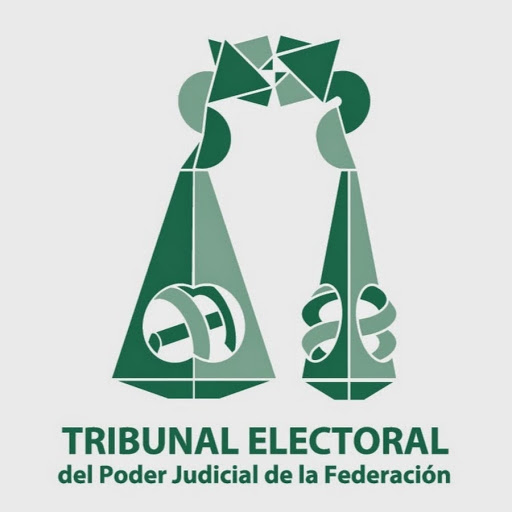 TRIBUNAL ELECTORAL
del Poder Judicial de la Federación